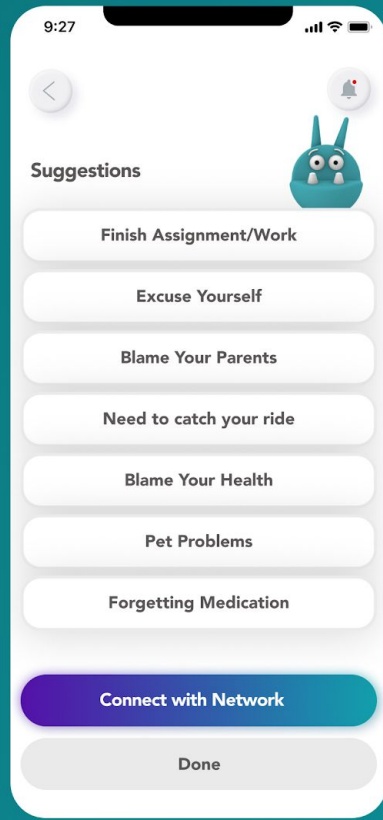 9:27
Suggestions
Finish Assignment/Work
Excuse Yourself
Blame Your Parents
Need to catch your ride
Blame Your Health
Pet Problems
Forgetting Medication
Connect with Network
Done